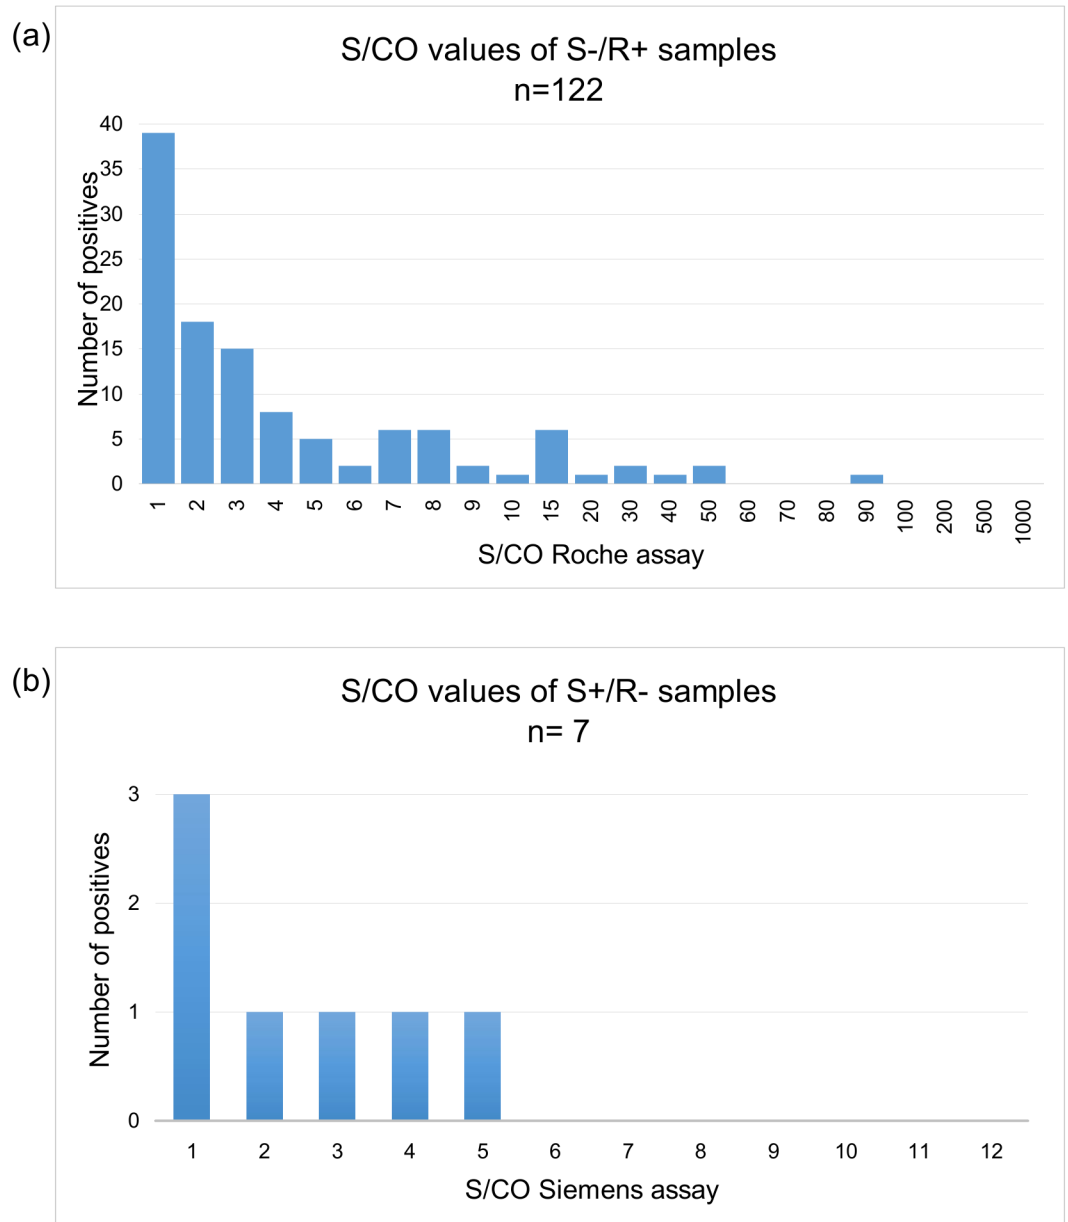 (a)
S/CO values of S-/R+ samples
n=122
Number of positives
40
35
30
25
20
15
10
5
0
1 2 3 4 5 6 7 8 9 10 15 20 30 40 50 60 70 80 90 100 200 500 1000
S/CO Roche assay
(b)
S/CO values of S+/R- samples
n= 7
Number of positives
3
2
1
0
1 2 3 4 5 6 7 8 9 10 11 12
S/CO Siemens assay